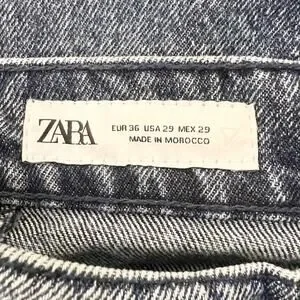 ZARA
EUR 36 USA 29 MEX 29
MADE IN MOROCCO